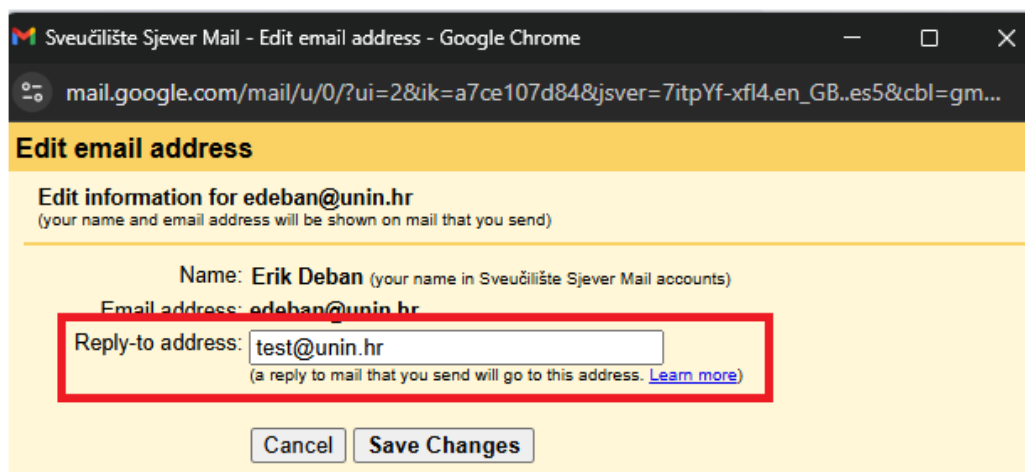 Sveučilište Sjever Mail - Edit email address - Google Chrome
mail.google.com/mail/u/0/?ui=2&ik=a7ce107d84&jsver=7itpYf-xfl4.en_GB..es5&cbl=gm...
Edit email address
Edit information for edeban@unin.hr
(your name and email address will be shown on mail that you send)
Name: Erik Deban (your name in Sveučilište Sjever Mail accounts)
Email address: edeban@unin.hr
Reply-to address: test@unin.hr
(a reply to mail that you send will go to this address. Learn more)
Cancel Save Changes